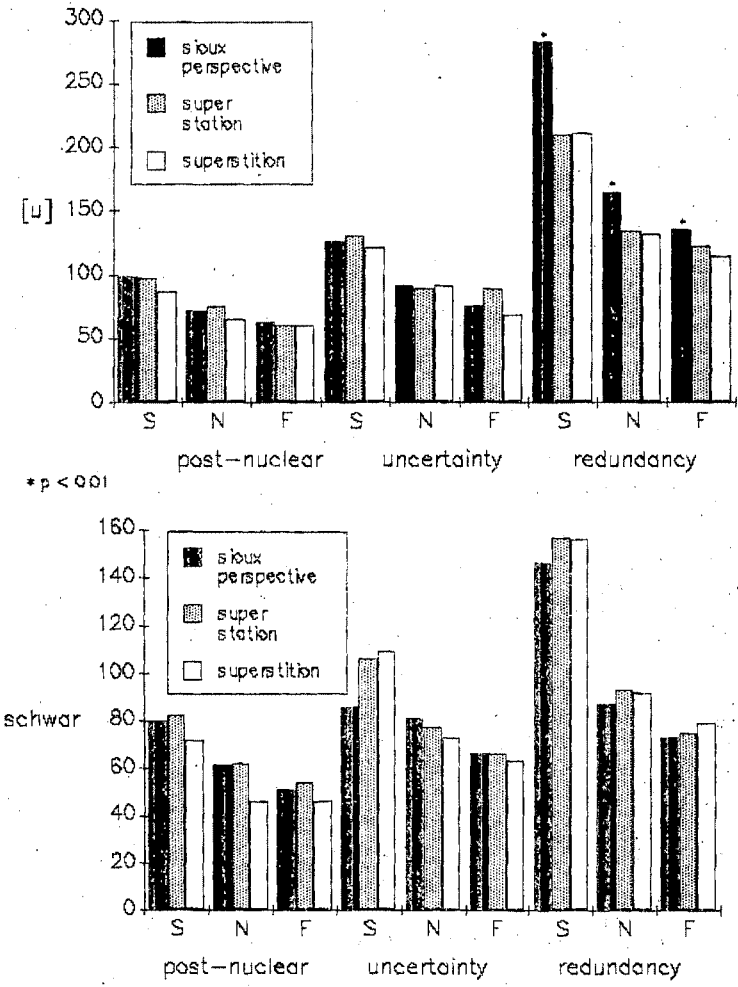 300
250
200
150
100
50
0
[u]
sioux
perspective
super
station
superstition
S N F S N F S N F
post-nuclear uncertainty redundancy
* p < 0.01
160
140
120
100
80
60
40
20
0
schwar
sioux
perspective
super
station
superstition
S N F S N F S N F
post-nuclear uncertainty redundancy